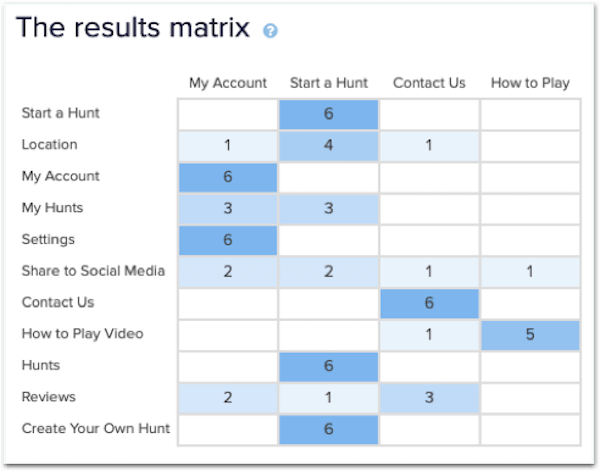 The results matrix ?
My Account Start a Hunt Contact Us How to Play
Start a Hunt 6
Location 1 4 1
My Account 6
My Hunts 3 3
Settings 6
Share to Social Media 2 2 1 1
Contact Us 6
How to Play Video 1 5
Hunts 6
Reviews 2 1 3
Create Your Own Hunt 6